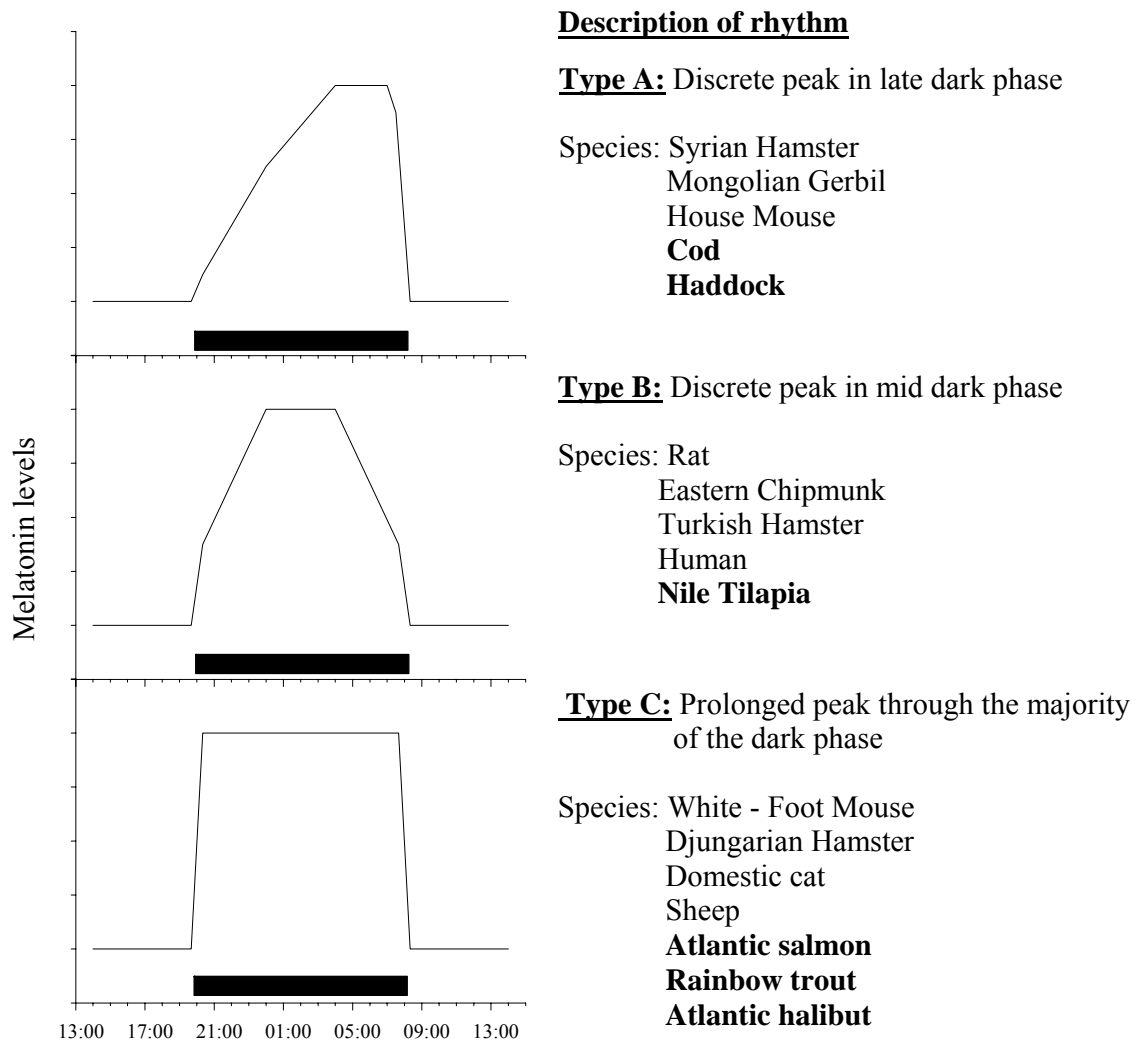 Description of rhythm
Type A: Discrete peak in late dark phase
Species: Syrian Hamster
Mongolian Gerbil
House Mouse
Cod
Haddock
Type B: Discrete peak in mid dark phase
Species: Rat
Eastern Chipmunk
Turkish Hamster
Human
Nile Tilapia
Type C: Prolonged peak through the majority
of the dark phase
Species: White - Foot Mouse
Djungarian Hamster
Domestic cat
Sheep
Atlantic salmon
Rainbow trout
Atlantic halibut
Melatonin levels
13:00 17:00 21:00 01:00 05:00 09:00 13:00